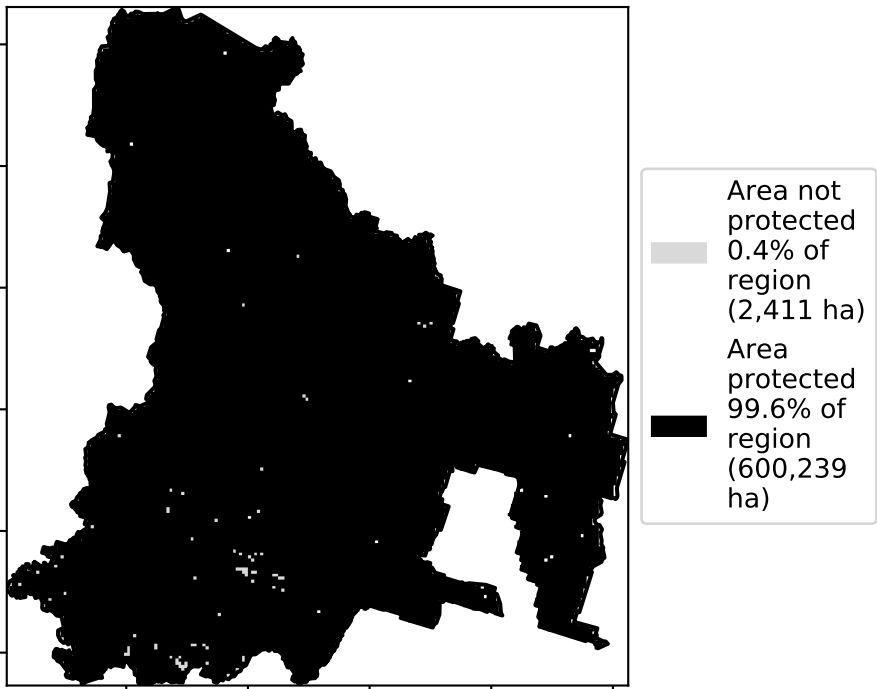 Area not
protected
0.4% of
region
(2,411 ha)
Area
protected
99.6% of
region
(600,239
ha)